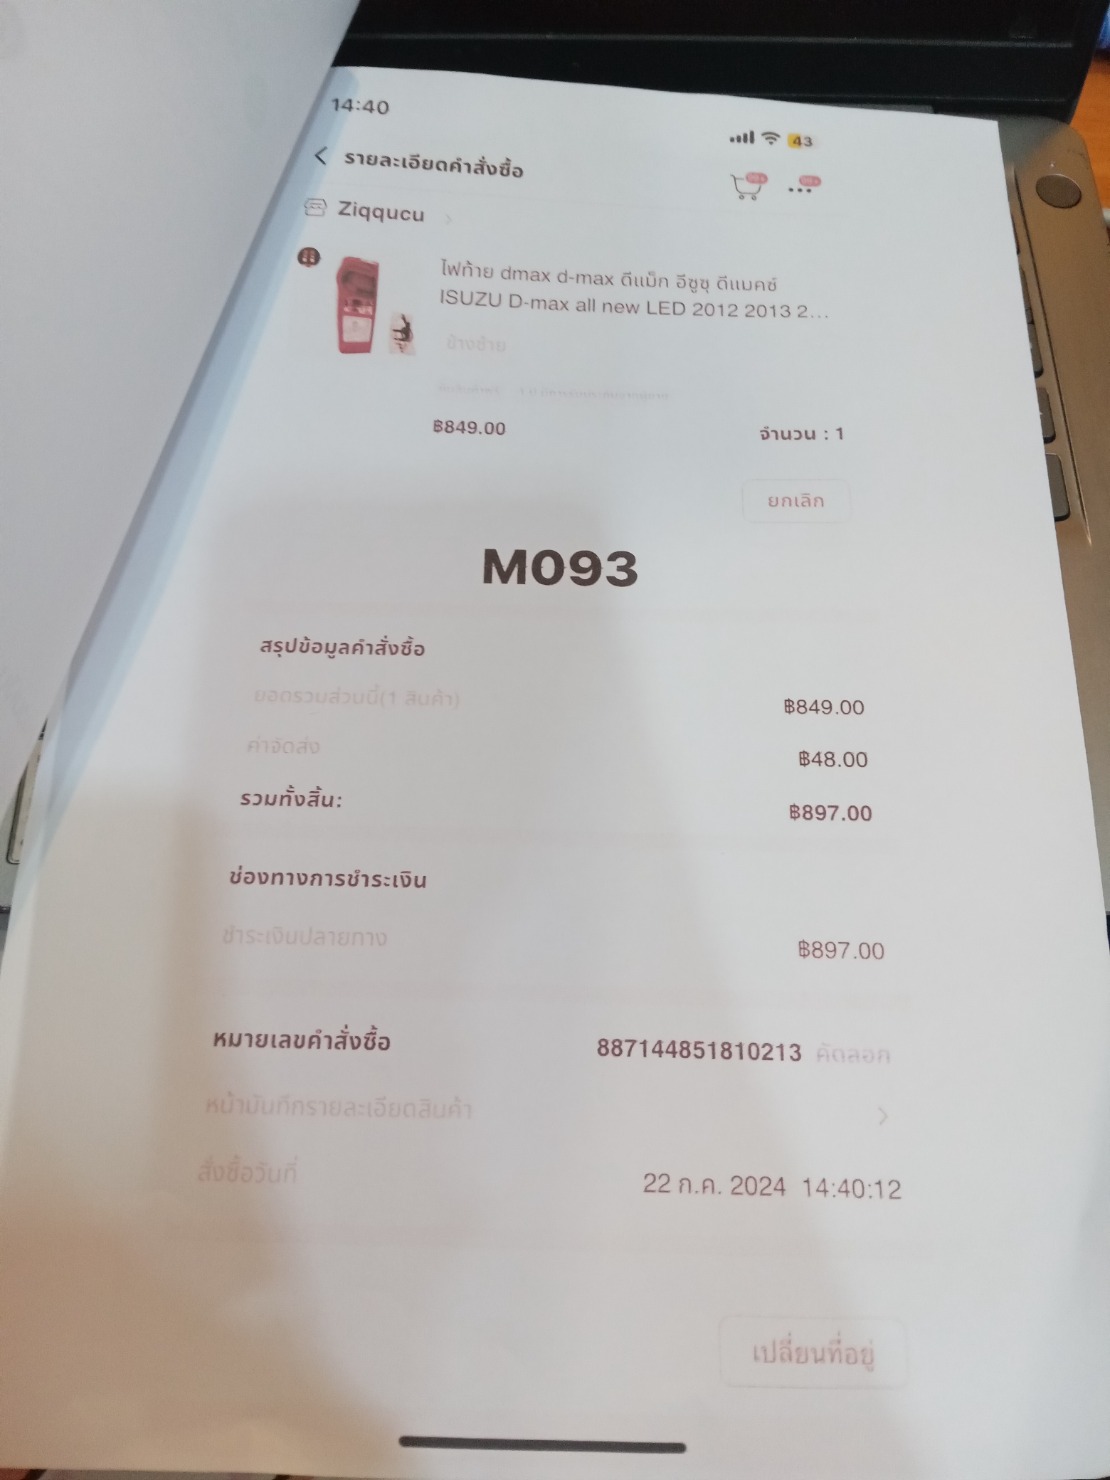 14:40
43
รายละเอียดคำสั่งซื้อ
Ziqqucu
ไฟท้าย dmax d-max ดีแม็ก อีซูซุ ดีแมคซ์
ISUZU D-max all new LED 2012 2013 2...
ข้างซ้าย
฿849.00
จำนวน : 1
ยกเลิก
M093
สรุปข้อมูลคำสั่งซื้อ
ยอดรวมส่วนนี้(1 สินค้า)
฿849.00
ค่าจัดส่ง
฿48.00
รวมทั้งสิ้น:
฿897.00
ช่องทางการชำระเงิน
ชำระเงินปลายทาง
฿897.00
หมายเลขคำสั่งซื้อ
887144851810213 คัดลอก
หน้าบันทึกรายละเอียดสินค้า
สั่งซื้อวันที่
22 ก.ค. 2024 14:40:12
เปลี่ยนที่อยู่